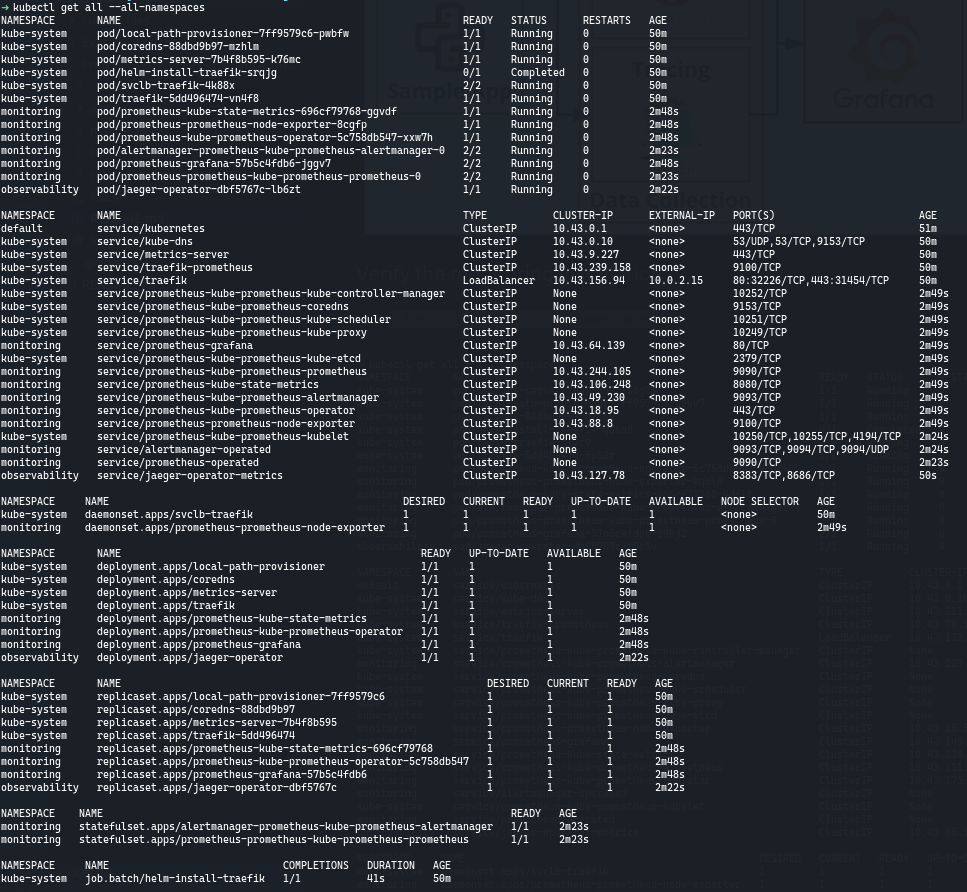 ➜ kubectl get all --all-namespaces
NAMESPACE NAME READY STATUS RESTARTS AGE
kube-system pod/local-path-provisioner-7ff9579c6-pwbfw 1/1 Running 0 50m
kube-system pod/coredns-88dbd9b97-mzhlm 1/1 Running 0 50m
kube-system pod/metrics-server-7b4f8b595-k76mc 1/1 Running 0 50m
kube-system pod/helm-install-traefik-srqjg 0/1 Completed 0 50m
kube-system pod/svclb-traefik-4k88x 2/2 Running 0 50m
kube-system pod/traefik-5dd496474-vn4f8 1/1 Running 0 50m
monitoring pod/prometheus-kube-state-metrics-696cf79768-ggvdf 1/1 Running 0 2m48s
monitoring pod/prometheus-prometheus-node-exporter-8cgfp 1/1 Running 0 2m48s
monitoring pod/prometheus-kube-prometheus-operator-5c758db547-xxw7h 1/1 Running 0 2m48s
monitoring pod/alertmanager-prometheus-kube-prometheus-alertmanager-0 2/2 Running 0 2m23s
monitoring pod/prometheus-grafana-57b5c4fdb6-jggv7 2/2 Running 0 2m48s
monitoring pod/prometheus-prometheus-kube-prometheus-prometheus-0 2/2 Running 0 2m23s
observability pod/jaeger-operator-dbf5767c-lb6zt 1/1 Running 0 2m22s
NAMESPACE NAME TYPE CLUSTER-IP EXTERNAL-IP PORT(S) AGE
default service/kubernetes ClusterIP 10.43.0.1 <none> 443/TCP 51m
kube-system service/kube-dns ClusterIP 10.43.0.10 <none> 53/UDP,53/TCP,9153/TCP 50m
kube-system service/metrics-server ClusterIP 10.43.9.227 <none> 443/TCP 50m
kube-system service/traefik-prometheus ClusterIP 10.43.239.158 <none> 9100/TCP 50m
kube-system service/traefik LoadBalancer 10.43.156.94 10.0.2.15 80:32226/TCP,443:31454/TCP 50m
kube-system service/prometheus-kube-prometheus-kube-controller-manager ClusterIP None <none> 10252/TCP 2m49s
kube-system service/prometheus-kube-prometheus-coredns ClusterIP None <none> 9153/TCP 2m49s
kube-system service/prometheus-kube-prometheus-kube-scheduler ClusterIP None <none> 10251/TCP 2m49s
kube-system service/prometheus-kube-prometheus-kube-proxy ClusterIP None <none> 10249/TCP 2m49s
monitoring service/prometheus-grafana ClusterIP 10.43.64.139 <none> 80/TCP 2m49s
kube-system service/prometheus-kube-prometheus-kube-etcd ClusterIP None <none> 2379/TCP 2m49s
monitoring service/prometheus-kube-prometheus-prometheus ClusterIP 10.43.244.105 <none> 9090/TCP 2m49s
monitoring service/prometheus-kube-state-metrics ClusterIP 10.43.106.248 <none> 8080/TCP 2m49s
monitoring service/prometheus-kube-prometheus-alertmanager ClusterIP 10.43.49.230 <none> 9093/TCP 2m49s
monitoring service/prometheus-kube-prometheus-operator ClusterIP 10.43.18.95 <none> 443/TCP 2m49s
monitoring service/prometheus-prometheus-node-exporter ClusterIP 10.43.88.8 <none> 9100/TCP 2m49s
kube-system service/prometheus-kube-prometheus-kubelet ClusterIP None <none> 10250/TCP,10255/TCP,4194/TCP 2m24s
monitoring service/alertmanager-operated ClusterIP None <none> 9093/TCP,9094/TCP,9094/UDP 2m24s
monitoring service/prometheus-operated ClusterIP None <none> 9090/TCP 2m23s
observability service/jaeger-operator-metrics ClusterIP 10.43.127.78 <none> 8383/TCP,8686/TCP 50s
NAMESPACE NAME DESIRED CURRENT READY UP-TO-DATE AVAILABLE NODE SELECTOR AGE
kube-system daemonset.apps/svclb-traefik 1 1 1 1 1 <none> 50m
monitoring daemonset.apps/prometheus-prometheus-node-exporter 1 1 1 1 1 <none> 2m49s
NAMESPACE NAME READY UP-TO-DATE AVAILABLE AGE
kube-system deployment.apps/local-path-provisioner 1/1 1 1 50m
kube-system deployment.apps/coredns 1/1 1 1 50m
kube-system deployment.apps/metrics-server 1/1 1 1 50m
kube-system deployment.apps/traefik 1/1 1 1 50m
monitoring deployment.apps/prometheus-kube-state-metrics 1/1 1 1 2m48s
monitoring deployment.apps/prometheus-kube-prometheus-operator 1/1 1 1 2m48s
monitoring deployment.apps/prometheus-grafana 1/1 1 1 2m48s
observability deployment.apps/jaeger-operator 1/1 1 1 2m22s
NAMESPACE NAME DESIRED CURRENT READY AGE
kube-system replicaset.apps/local-path-provisioner-7ff9579c6 1 1 1 50m
kube-system replicaset.apps/coredns-88dbd9b97 1 1 1 50m
kube-system replicaset.apps/metrics-server-7b4f8b595 1 1 1 50m
kube-system replicaset.apps/traefik-5dd496474 1 1 1 50m
monitoring replicaset.apps/prometheus-kube-state-metrics-696cf79768 1 1 1 2m48s
monitoring replicaset.apps/prometheus-kube-prometheus-operator-5c758db547 1 1 1 2m48s
monitoring replicaset.apps/prometheus-grafana-57b5c4fdb6 1 1 1 2m48s
observability replicaset.apps/jaeger-operator-dbf5767c 1 1 1 2m22s
NAMESPACE NAME READY AGE
monitoring statefulset.apps/alertmanager-prometheus-kube-prometheus-alertmanager 1/1 2m23s
monitoring statefulset.apps/prometheus-prometheus-kube-prometheus-prometheus 1/1 2m23s
NAMESPACE NAME COMPLETIONS DURATION AGE
kube-system job.batch/helm-install-traefik 1/1 41s 50m